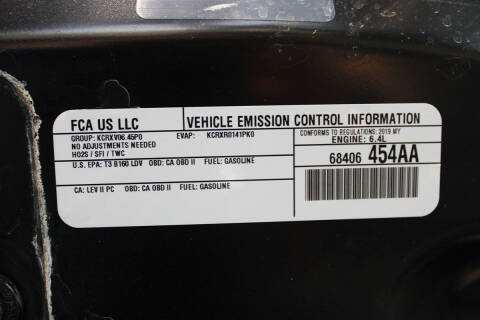 FCA US LLC
VEHICLE EMISSION CONTROL INFORMATION
GROUP: KCRXV06.45P0 EVAP: KCRXR0141PK0
NO ADJUSTMENTS NEEDED
HO2S / SFI / TWC
U.S. EPA: T3 B160 LDV OBD: CA OBD II FUEL: GASOLINE
CA: LEV II PC OBD: CA OBD II FUEL: GASOLINE
CONFORMS TO REGULATIONS: 2019 MY
ENGINE: 6.4L
68406 454AA